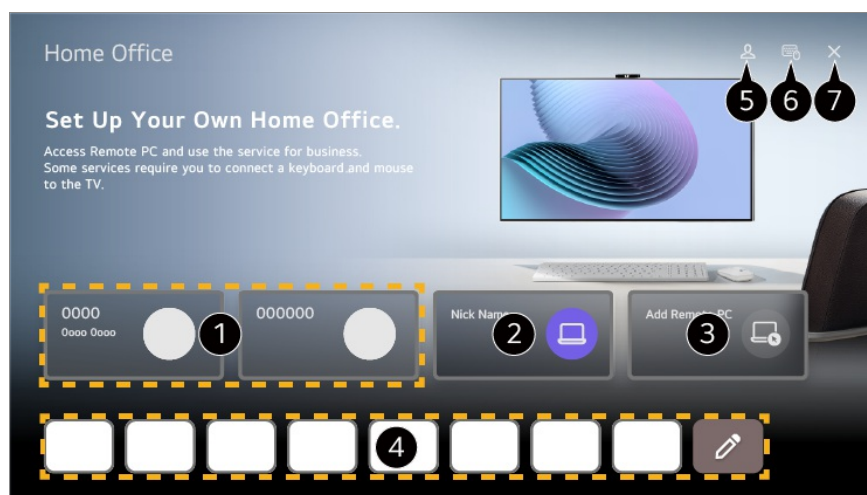 Home Office
Set Up Your Own Home Office.
Access Remote PC and use the service for business.
Some services require you to connect a keyboard and mouse
to the TV.
5 6 7
0000
0ooo 0ooo
1
000000
Nick Name
2
Add Remote PC
3
4